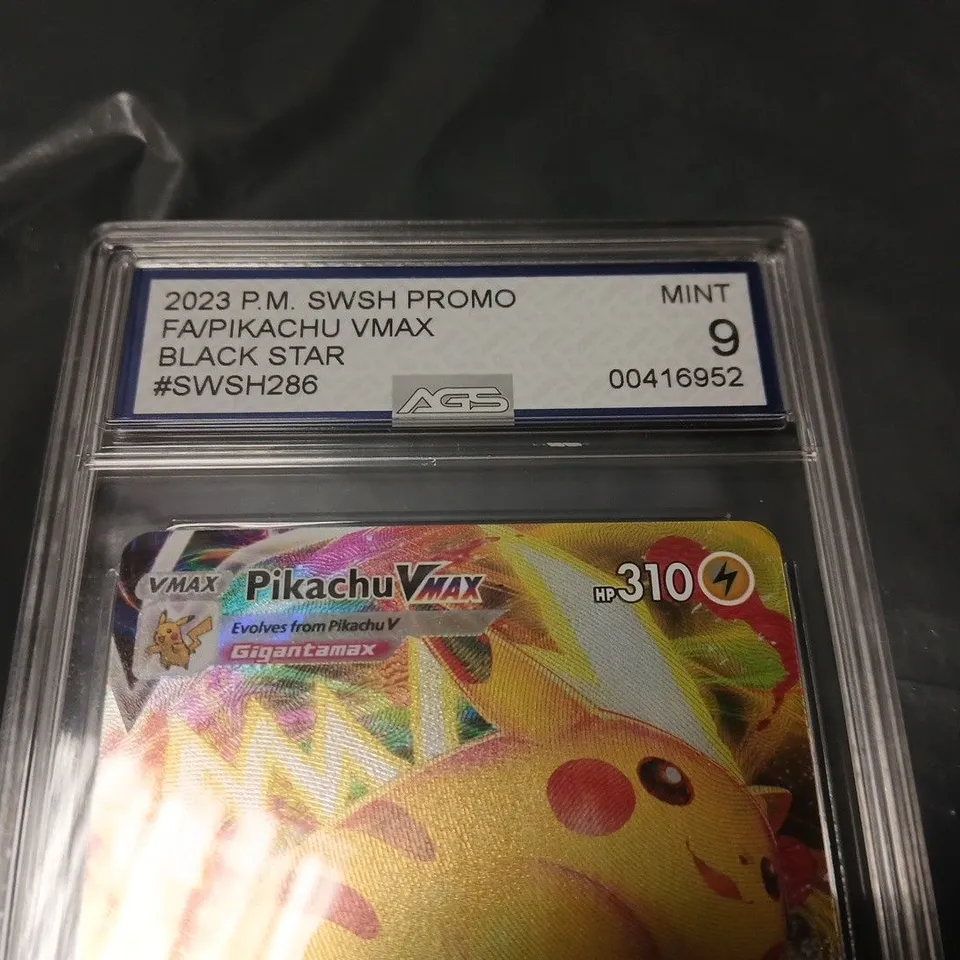 2023 P.M. SWSH PROMO
FA/PIKACHU VMAX
BLACK STAR
#SWSH286
MINT
9
00416952
AGS
VMAX
Pikachu VMAX
HP 310
Evolves from Pikachu V
Gigantamax